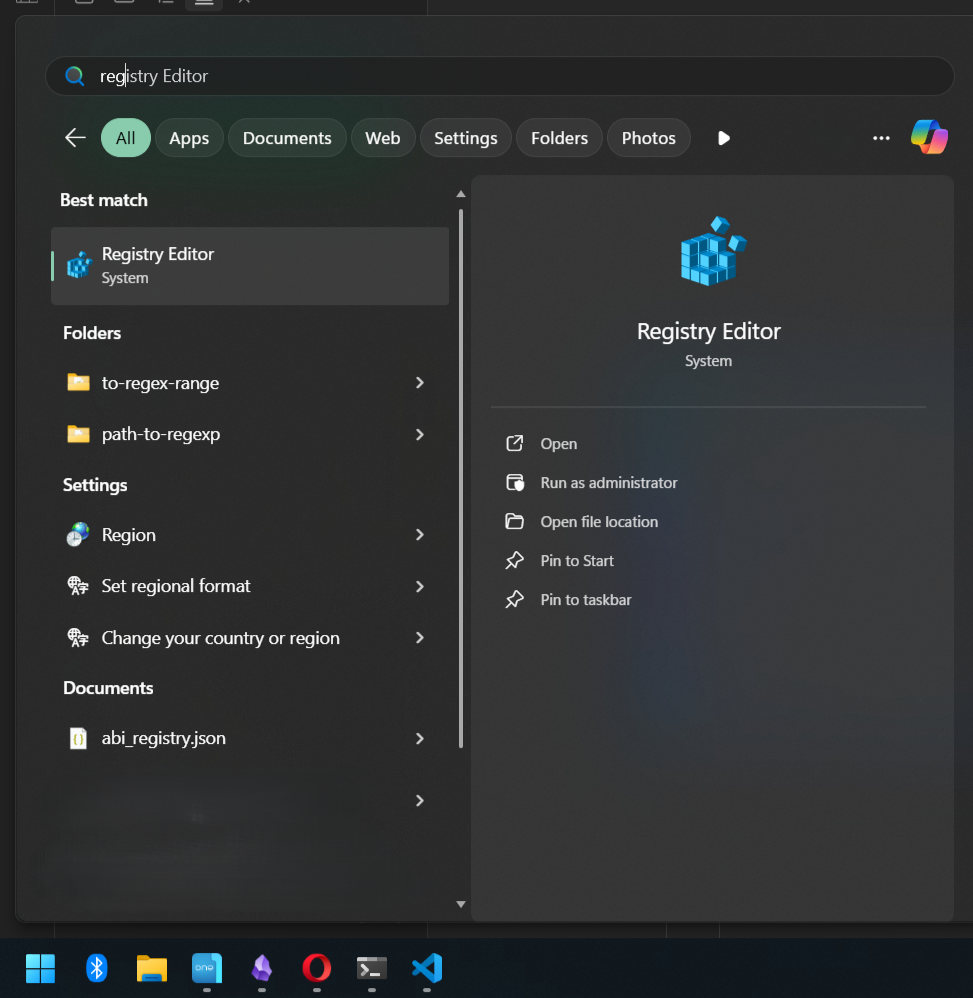 registry Editor
All
Apps
Documents
Web
Settings
Folders
Photos
Best match
Registry Editor
System
Folders
to-regex-range
path-to-regexp
Settings
Region
Set regional format
Change your country or region
Documents
abi_registry.json
Registry Editor
System
Open
Run as administrator
Open file location
Pin to Start
Pin to taskbar
one